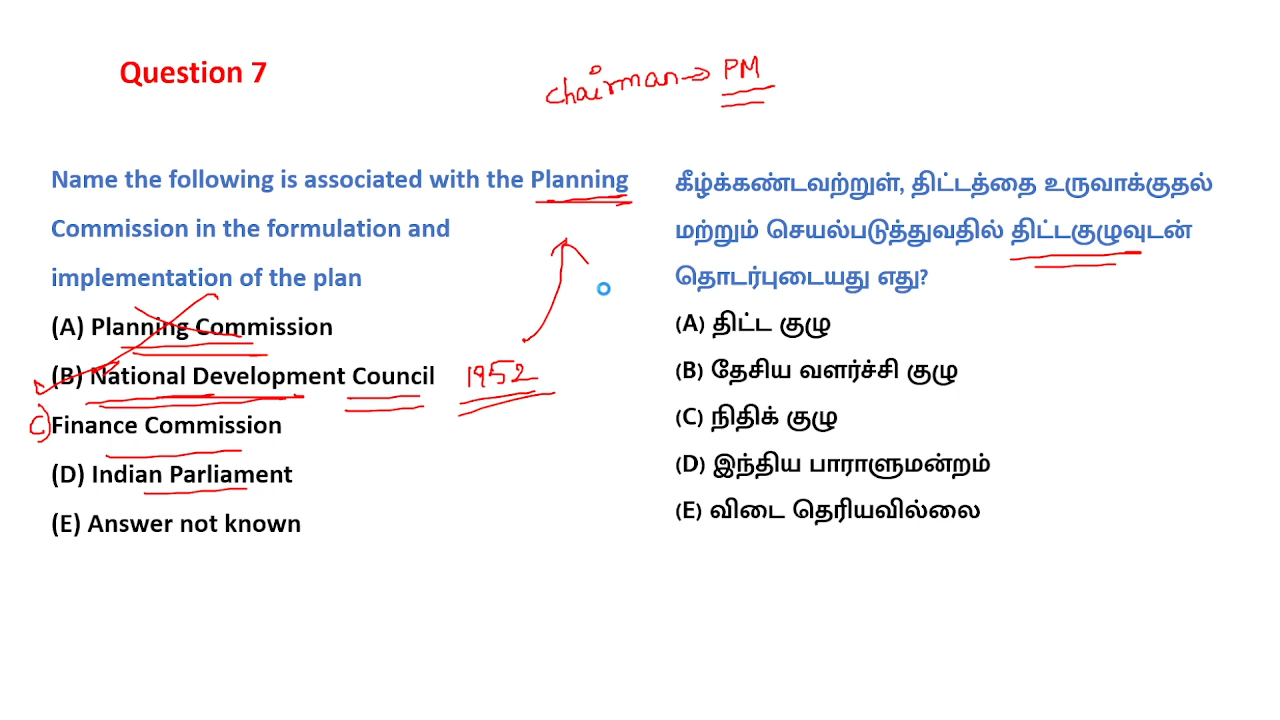 Question 7
chairman → PM
Name the following is associated with the Planning
Commission in the formulation and
implementation of the plan
(A) Planning Commission
(B) National Development Council 1952
C) Finance Commission
(D) Indian Parliament
(E) Answer not known
கீழ்க்கண்டவற்றுள், திட்டத்தை உருவாக்குதல்
மற்றும் செயல்படுத்துவதில் திட்டகுழுவுடன்
தொடர்புடையது எது?
(A) திட்ட குழு
(B) தேசிய வளர்ச்சி குழு
(C) நிதிக் குழு
(D) இந்திய பாராளுமன்றம்
(E) விடை தெரியவில்லை